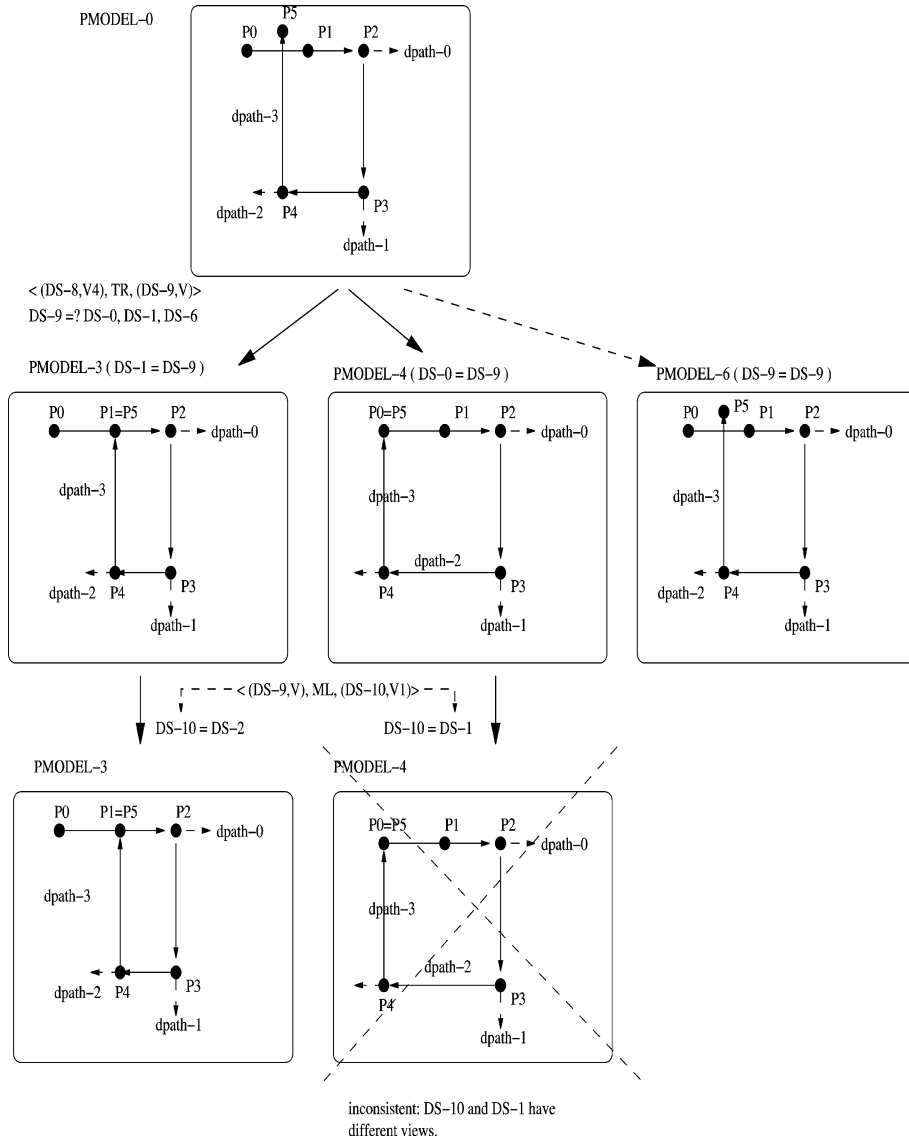 PMODEL-0
P5
P0
P1
P2
dpath-0
dpath-3
dpath-2
P4
P3
dpath-1
< (DS-8,V4), TR, (DS-9,V)>
DS-9 =? DS-0, DS-1, DS-6
PMODEL-3 ( DS-1 = DS-9 )
PMODEL-4 ( DS-0 = DS-9 )
PMODEL-6 ( DS-9 = DS-9 )
P0
P1=P5
P2
dpath-0
dpath-3
dpath-2
P4
P3
dpath-1
P0=P5
P1
P2
dpath-0
dpath-3
dpath-2
P4
P3
dpath-1
P0
P5
P1
P2
dpath-0
dpath-3
dpath-2
P4
P3
dpath-1
< (DS-9,V), ML, (DS-10,V1)>
DS-10 = DS-2
DS-10 = DS-1
PMODEL-3
PMODEL-4
P0
P1=P5
P2
dpath-0
dpath-3
dpath-2
P4
P3
dpath-1
P0=P5
P1
P2
dpath-0
dpath-3
dpath-2
P4
P3
dpath-1
inconsistent: DS-10 and DS-1 have
different views.